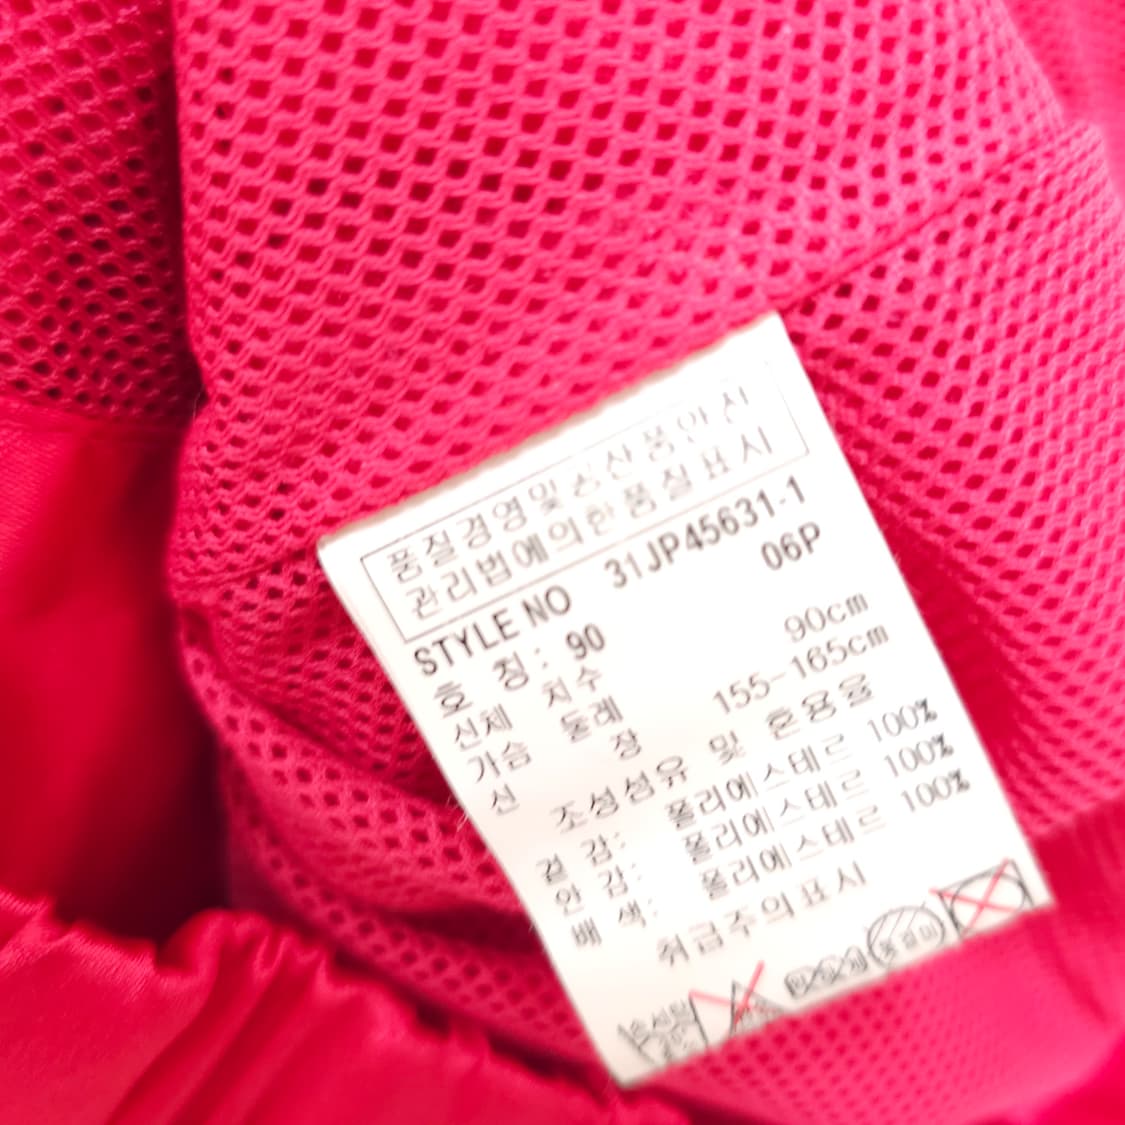 품질경영및공산품안전
관리법에의한품질표시
STYLE NO 31JP45631-1
06P
호 칭: 90
신체 치수
가슴 둘레 90cm
신 장 155-165cm
조성섬유 및 혼용율
겉 감: 폴리에스테르 100%
안 감: 폴리에스테르 100%
배 색: 폴리에스테르 100%
취급주의표시